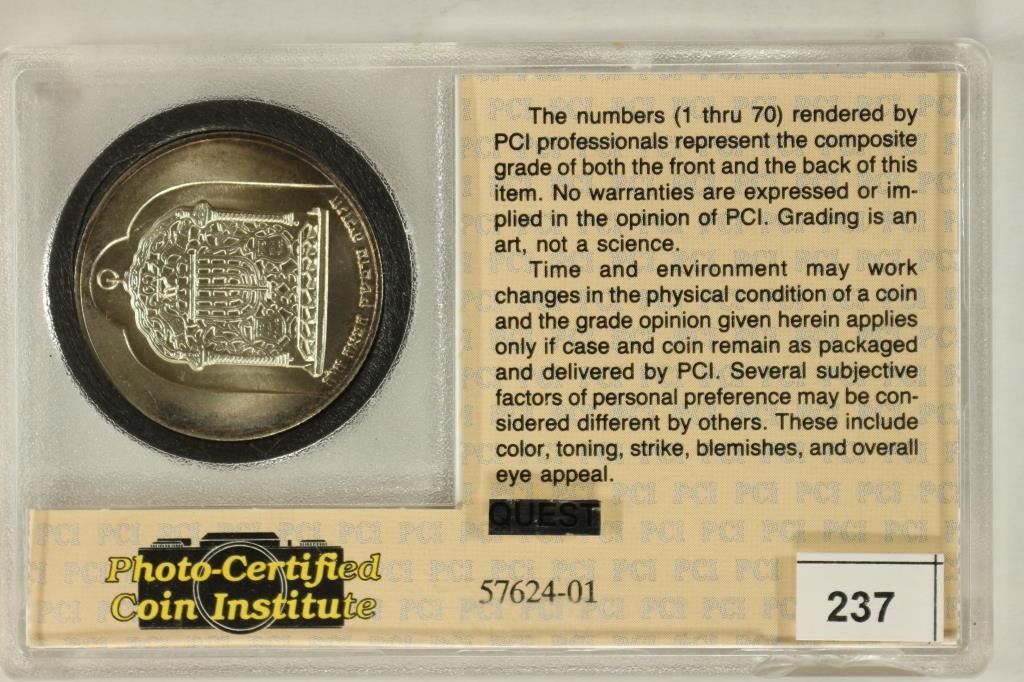 The numbers (1 thru 70) rendered by
PCI professionals represent the composite
grade of both the front and the back of this
item. No warranties are expressed or im-
plied in the opinion of PCI. Grading is an
art, not a science.
Time and environment may work
changes in the physical condition of a coin
and the grade opinion given herein applies
only if case and coin remain as packaged
and delivered by PCI. Several subjective
factors of personal preference may be con-
sidered different by others. These include
color, toning, strike, blemishes, and overall
eye appeal.
QUEST
Photo-Certified
Coin Institute
57624-01
237